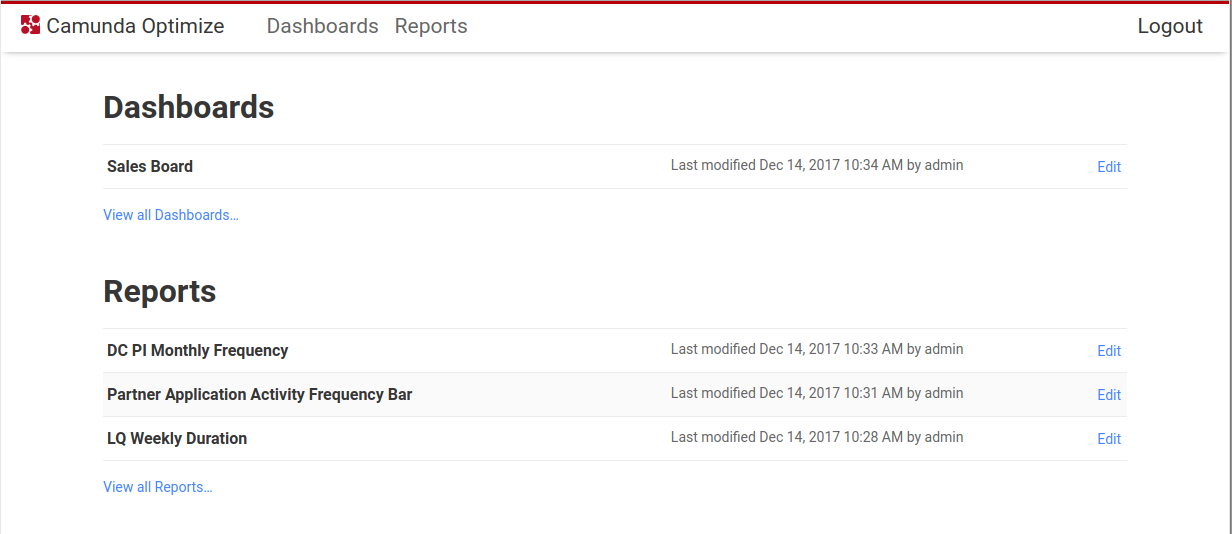 Camunda Optimize Dashboards Reports Logout
Dashboards
Sales Board Last modified Dec 14, 2017 10:34 AM by admin Edit
View all Dashboards...
Reports
DC PI Monthly Frequency Last modified Dec 14, 2017 10:33 AM by admin Edit
Partner Application Activity Frequency Bar Last modified Dec 14, 2017 10:31 AM by admin Edit
LQ Weekly Duration Last modified Dec 14, 2017 10:28 AM by admin Edit
View all Reports...